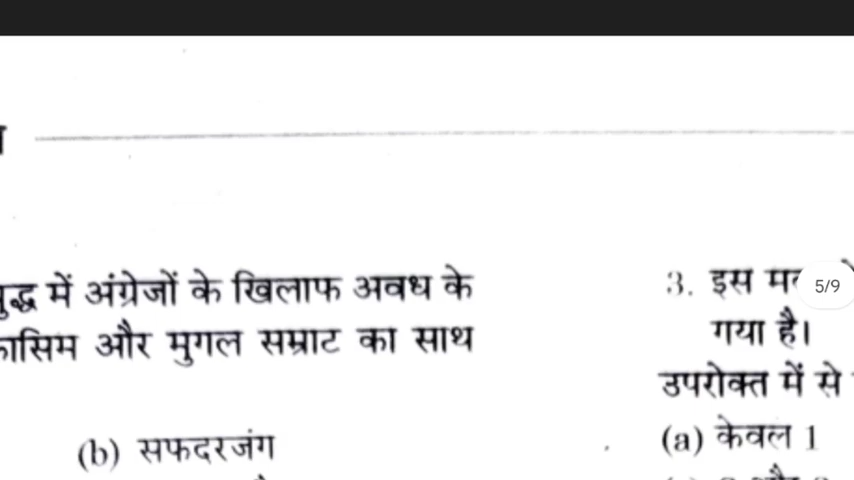 में अंग्रेजों के खिलाफ अवध के
और मुगल सम्राट का साथ
(b) सफदरजंग
3. इस
गया है।
उपरोक्त में से
(a) केवल 1
5/9